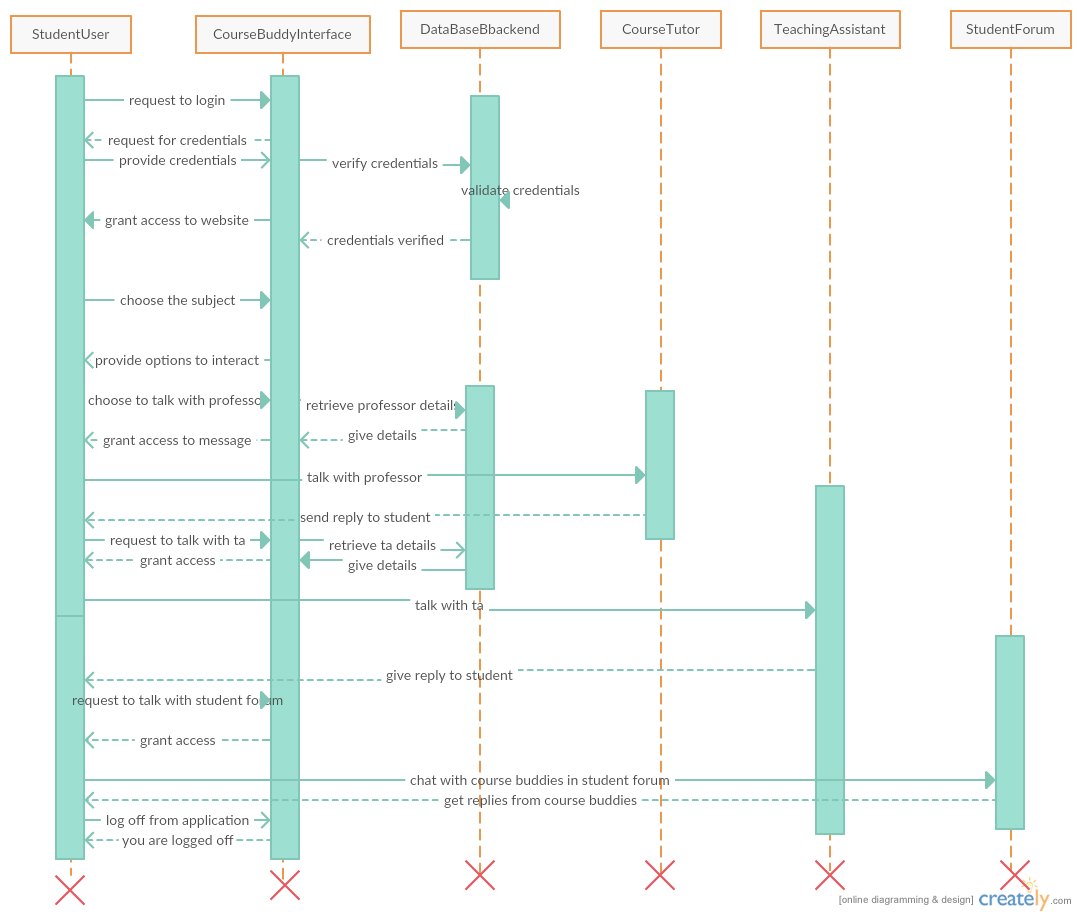 StudentUser
CourseBuddyInterface
DataBaseBbackend
CourseTutor
TeachingAssistant
StudentForum
request to login
request for credentials
provide credentials
verify credentials
validate credentials
grant access to website
credentials verified
choose the subject
provide options to interact
choose to talk with professo
retrieve professor details
give details
grant access to message
talk with professor
send reply to student
request to talk with ta
retrieve ta details
grant access
give details
talk with ta
give reply to student
request to talk with student forum
grant access
chat with course buddies in student forum
get replies from course buddies
log off from application
you are logged off
[online diagramming & design] creately.com